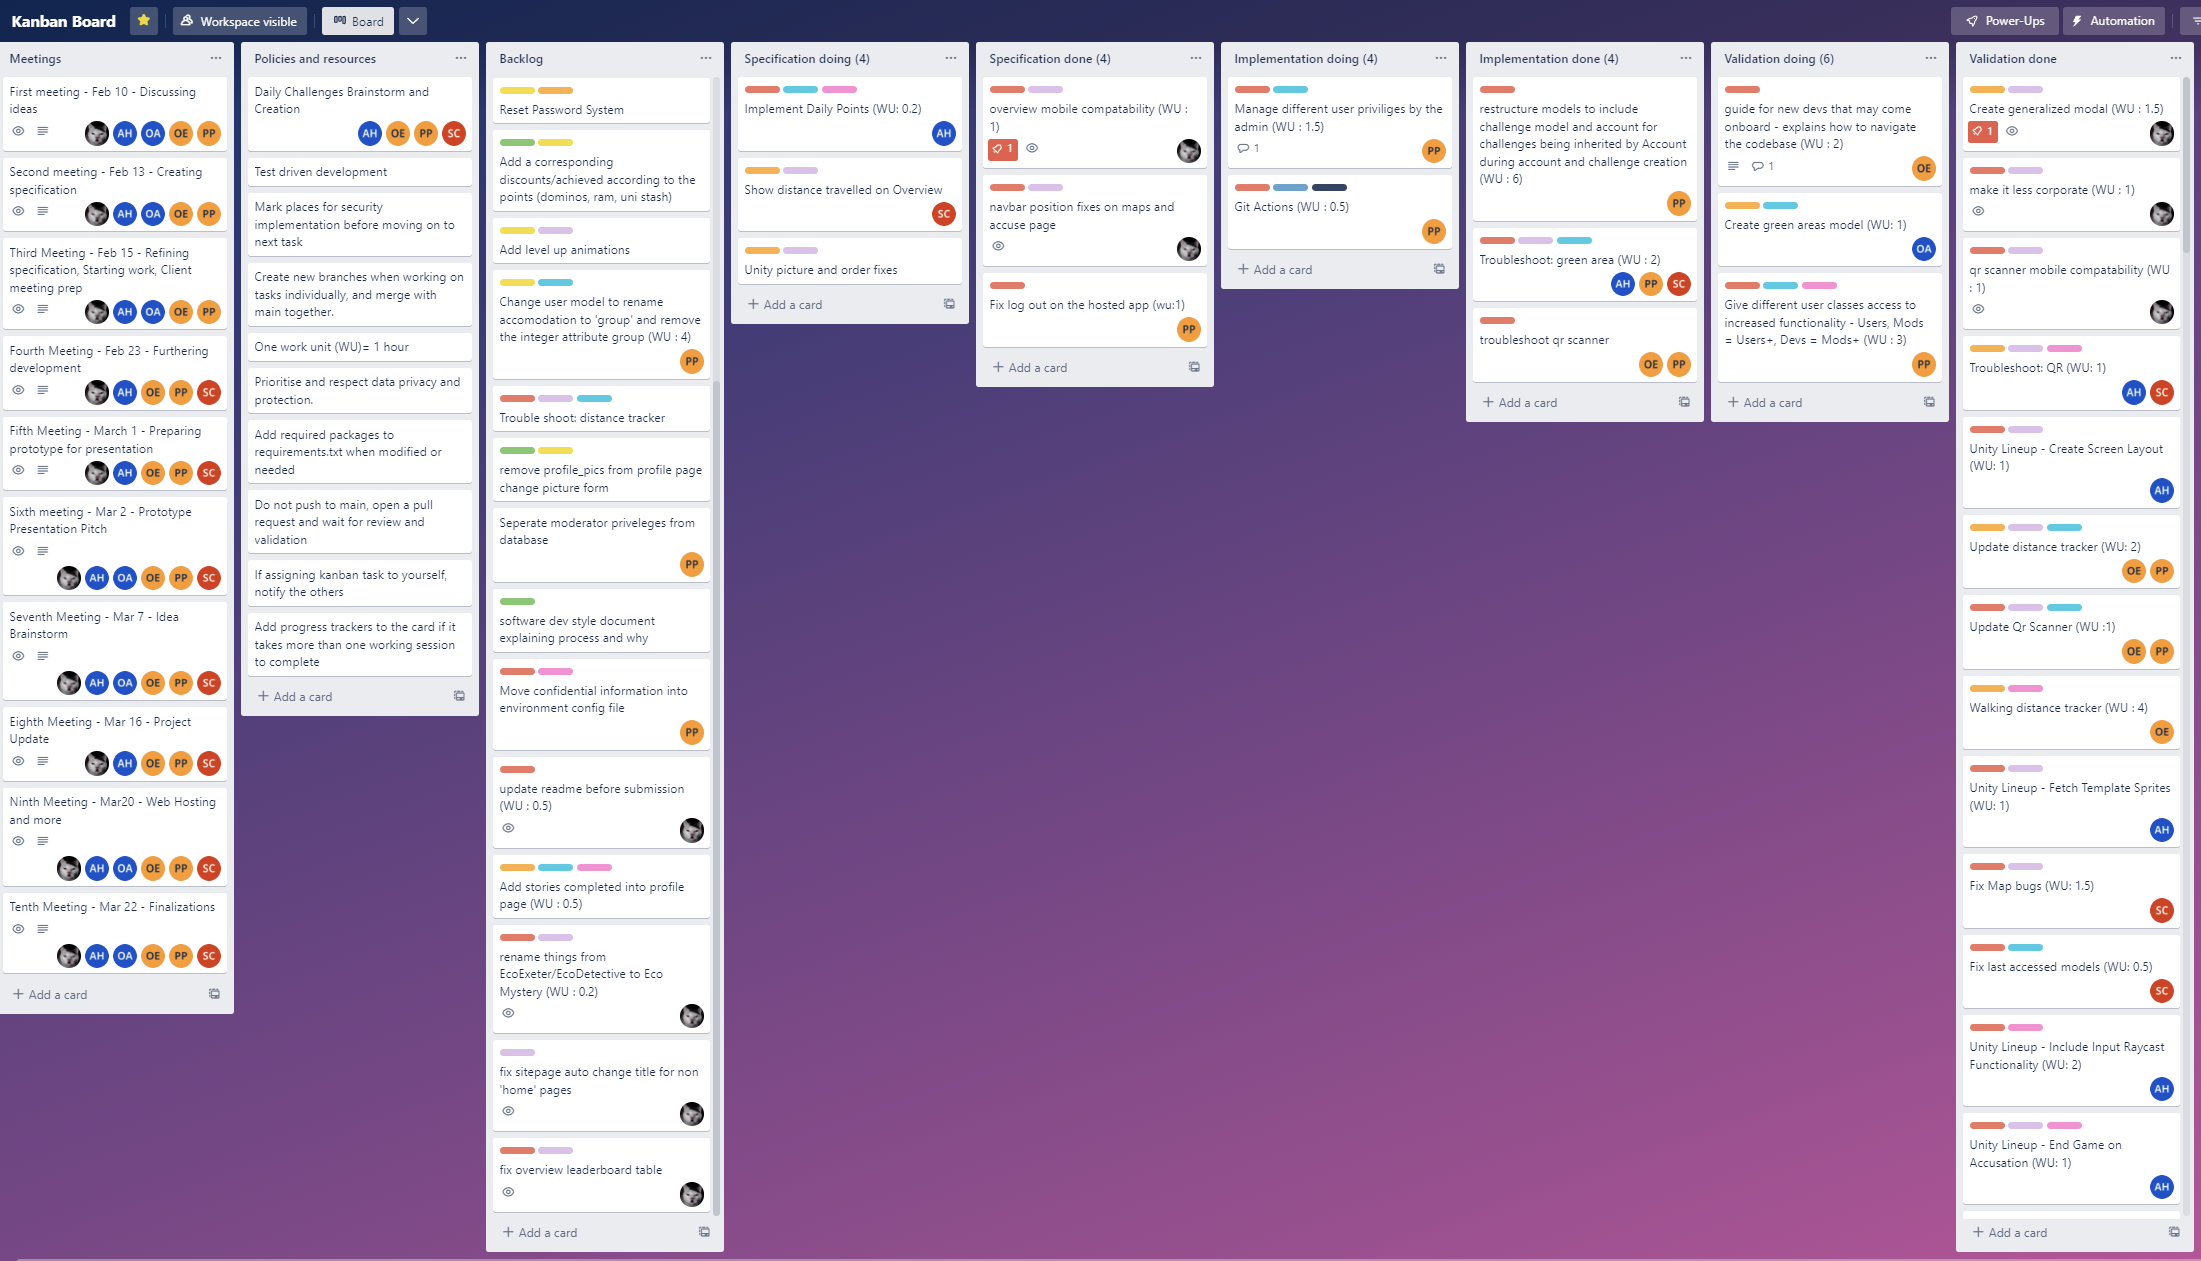 Kanban Board
Workspace visible
Board
Power-Ups
Automation
Meetings
First meeting - Feb 10 - Discussing
ideas
AH OA OE PP
Second meeting - Feb 13 - Creating
specification
AH OA OE PP
Third Meeting - Feb 15 - Refining
specification, Starting work, Client
meeting prep
AH OA OE PP
Fourth Meeting - Feb 23 - Furthering
development
AH OE PP SC
Fifth Meeting - March 1 - Preparing
prototype for presentation
AH OE PP SC
Sixth meeting - Mar 2 - Prototype
Presentation Pitch
AH OA OE PP SC
Seventh Meeting - Mar 7 - Idea
Brainstorm
AH OA OE PP SC
Eighth Meeting - Mar 16 - Project
Update
AH OE PP SC
Ninth Meeting - Mar20 - Web Hosting
and more
AH OA OE PP SC
Tenth Meeting - Mar 22 - Finalizations
AH OA OE PP SC
+ Add a card
Policies and resources
Daily Challenges Brainstorm and
Creation
AH OE PP SC
Test driven development
Mark places for security
implementation before moving on to
next task
Create new branches when working on
tasks individually, and merge with
main together.
One work unit (WU)= 1 hour
Prioritise and respect data privacy and
protection.
Add required packages to
requirements.txt when modified or
needed
Do not push to main, open a pull
request and wait for review and
validation
If assigning kanban task to yourself,
notify the others
Add progress trackers to the card if it
takes more than one working session
to complete
+ Add a card
Backlog
Reset Password System
Add a corresponding
discounts/achieved according to the
points (dominos, ram, uni stash)
Add level up animations
Change user model to rename
accomodation to 'group' and remove
the integer attribute group (WU : 4)
PP
Trouble shoot: distance tracker
remove profile_pics from profile page
change picture form
Seperate moderator priveleges from
database
PP
software dev style document
explaining process and why
Move confidential information into
environment config file
PP
update readme before submission
(WU : 0.5)
Add stories completed into profile
page (WU : 0.5)
rename things from
EcoExeter/EcoDetective to Eco
Mystery (WU : 0.2)
fix sitepage auto change title for non
'home' pages
fix overview leaderboard table
+ Add a card
Specification doing (4)
Implement Daily Points (WU: 0.2)
AH
Show distance travelled on Overview
SC
Unity picture and order fixes
+ Add a card
Specification done (4)
overview mobile compatability (WU :
1)
1
navbar position fixes on maps and
accuse page
Fix log out on the hosted app (wu:1)
PP
+ Add a card
Implementation doing (4)
Manage different user priviliges by the
admin (WU : 1.5)
1
PP
Git Actions (WU : 0.5)
PP
+ Add a card
Implementation done (4)
restructure models to include
challenge model and account for
challenges being inherited by Account
during account and challenge creation
(WU : 6)
PP
Troubleshoot: green area (WU : 2)
AH PP SC
troubleshoot qr scanner
OE PP
+ Add a card
Validation doing (6)
guide for new devs that may come
onboard - explains how to navigate
the codebase (WU : 2)
1
OE
Create green areas model (WU: 1)
OA
Give different user classes access to
increased functionality - Users, Mods
= Users+, Devs = Mods+ (WU : 3)
PP
+ Add a card
Validation done
Create generalized modal (WU : 1.5)
1
make it less corporate (WU : 1)
qr scanner mobile compatability (WU
: 1)
Troubleshoot: QR (WU: 1)
AH SC
Unity Lineup - Create Screen Layout
(WU: 1)
AH
Update distance tracker (WU: 2)
OE PP
Update Qr Scanner (WU :1)
OE PP
Walking distance tracker (WU : 4)
OE
Unity Lineup - Fetch Template Sprites
(WU: 1)
AH
Fix Map bugs (WU: 1.5)
SC
Fix last accessed models (WU: 0.5)
SC
Unity Lineup - Include Input Raycast
Functionality (WU: 2)
AH
Unity Lineup - End Game on
Accusation (WU: 1)
AH
+ Add a card